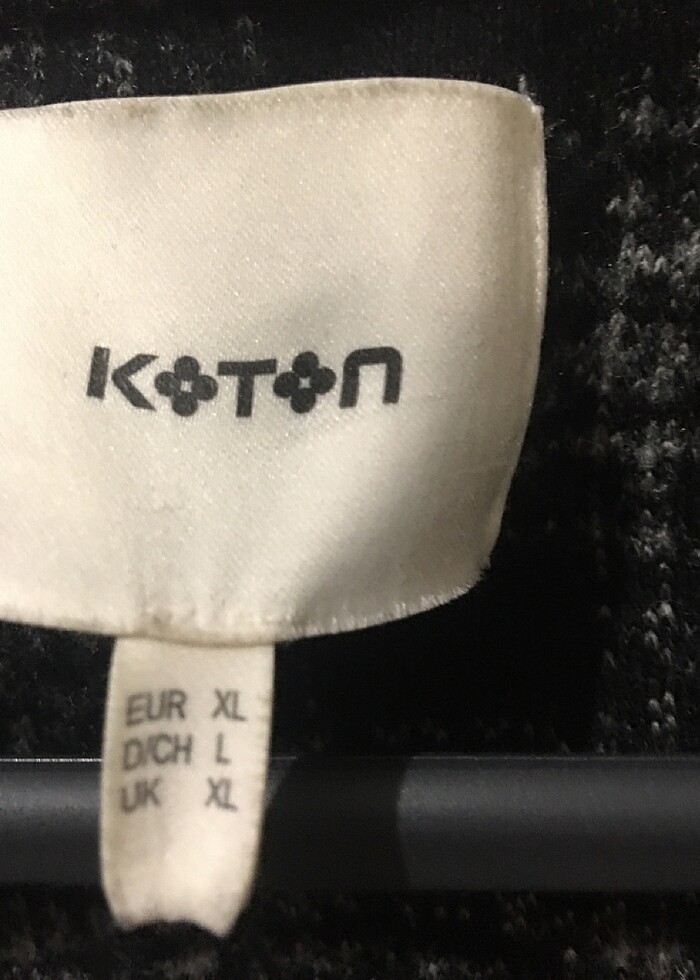 KOTON
EUR XL
D/CH L
UK XL